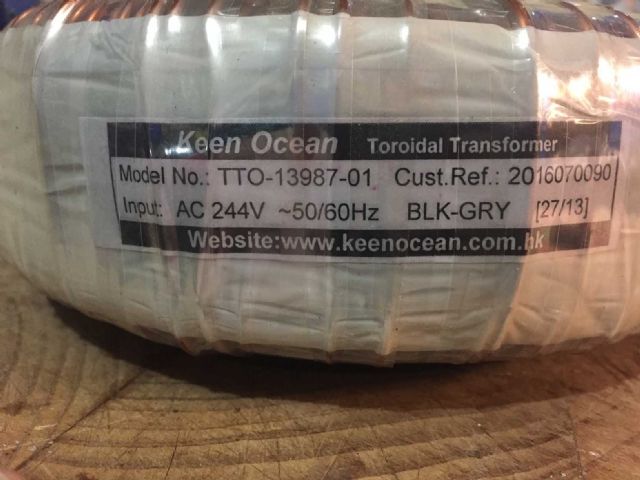 Keen Ocean Toroidal Transformer
Model No.: TTO-13987-01 Cust.Ref.: 2016070090
Input: AC 244V ~50/60Hz BLK-GRY [27/13]
Website:www.keenocean.com.hk